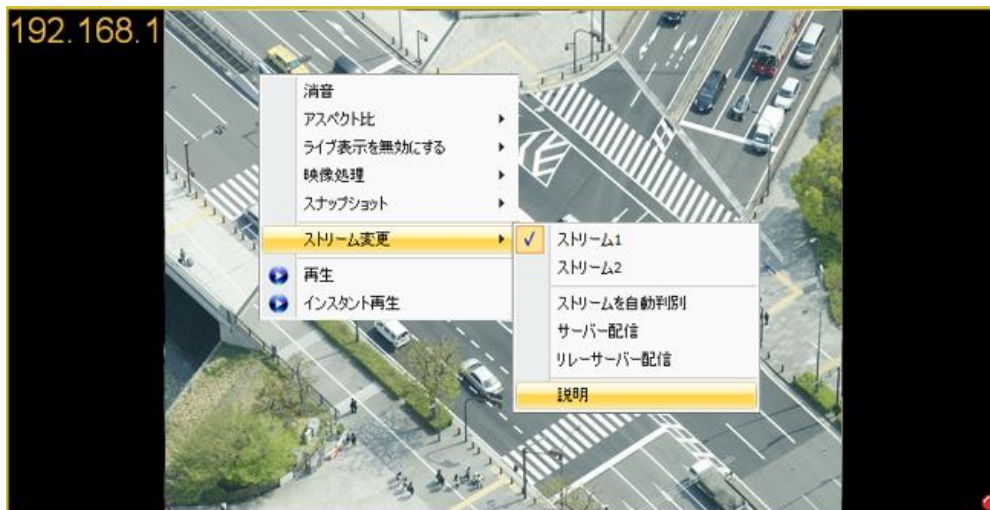 192.168.1
消音
アスペクト比
ライブ表示を無効にする
映像処理
スナップショット
ストリーム変更
再生
インスタント再生
ストリーム1
ストリーム2
ストリームを自動判別
サーバー配信
リレーサーバー配信
説明